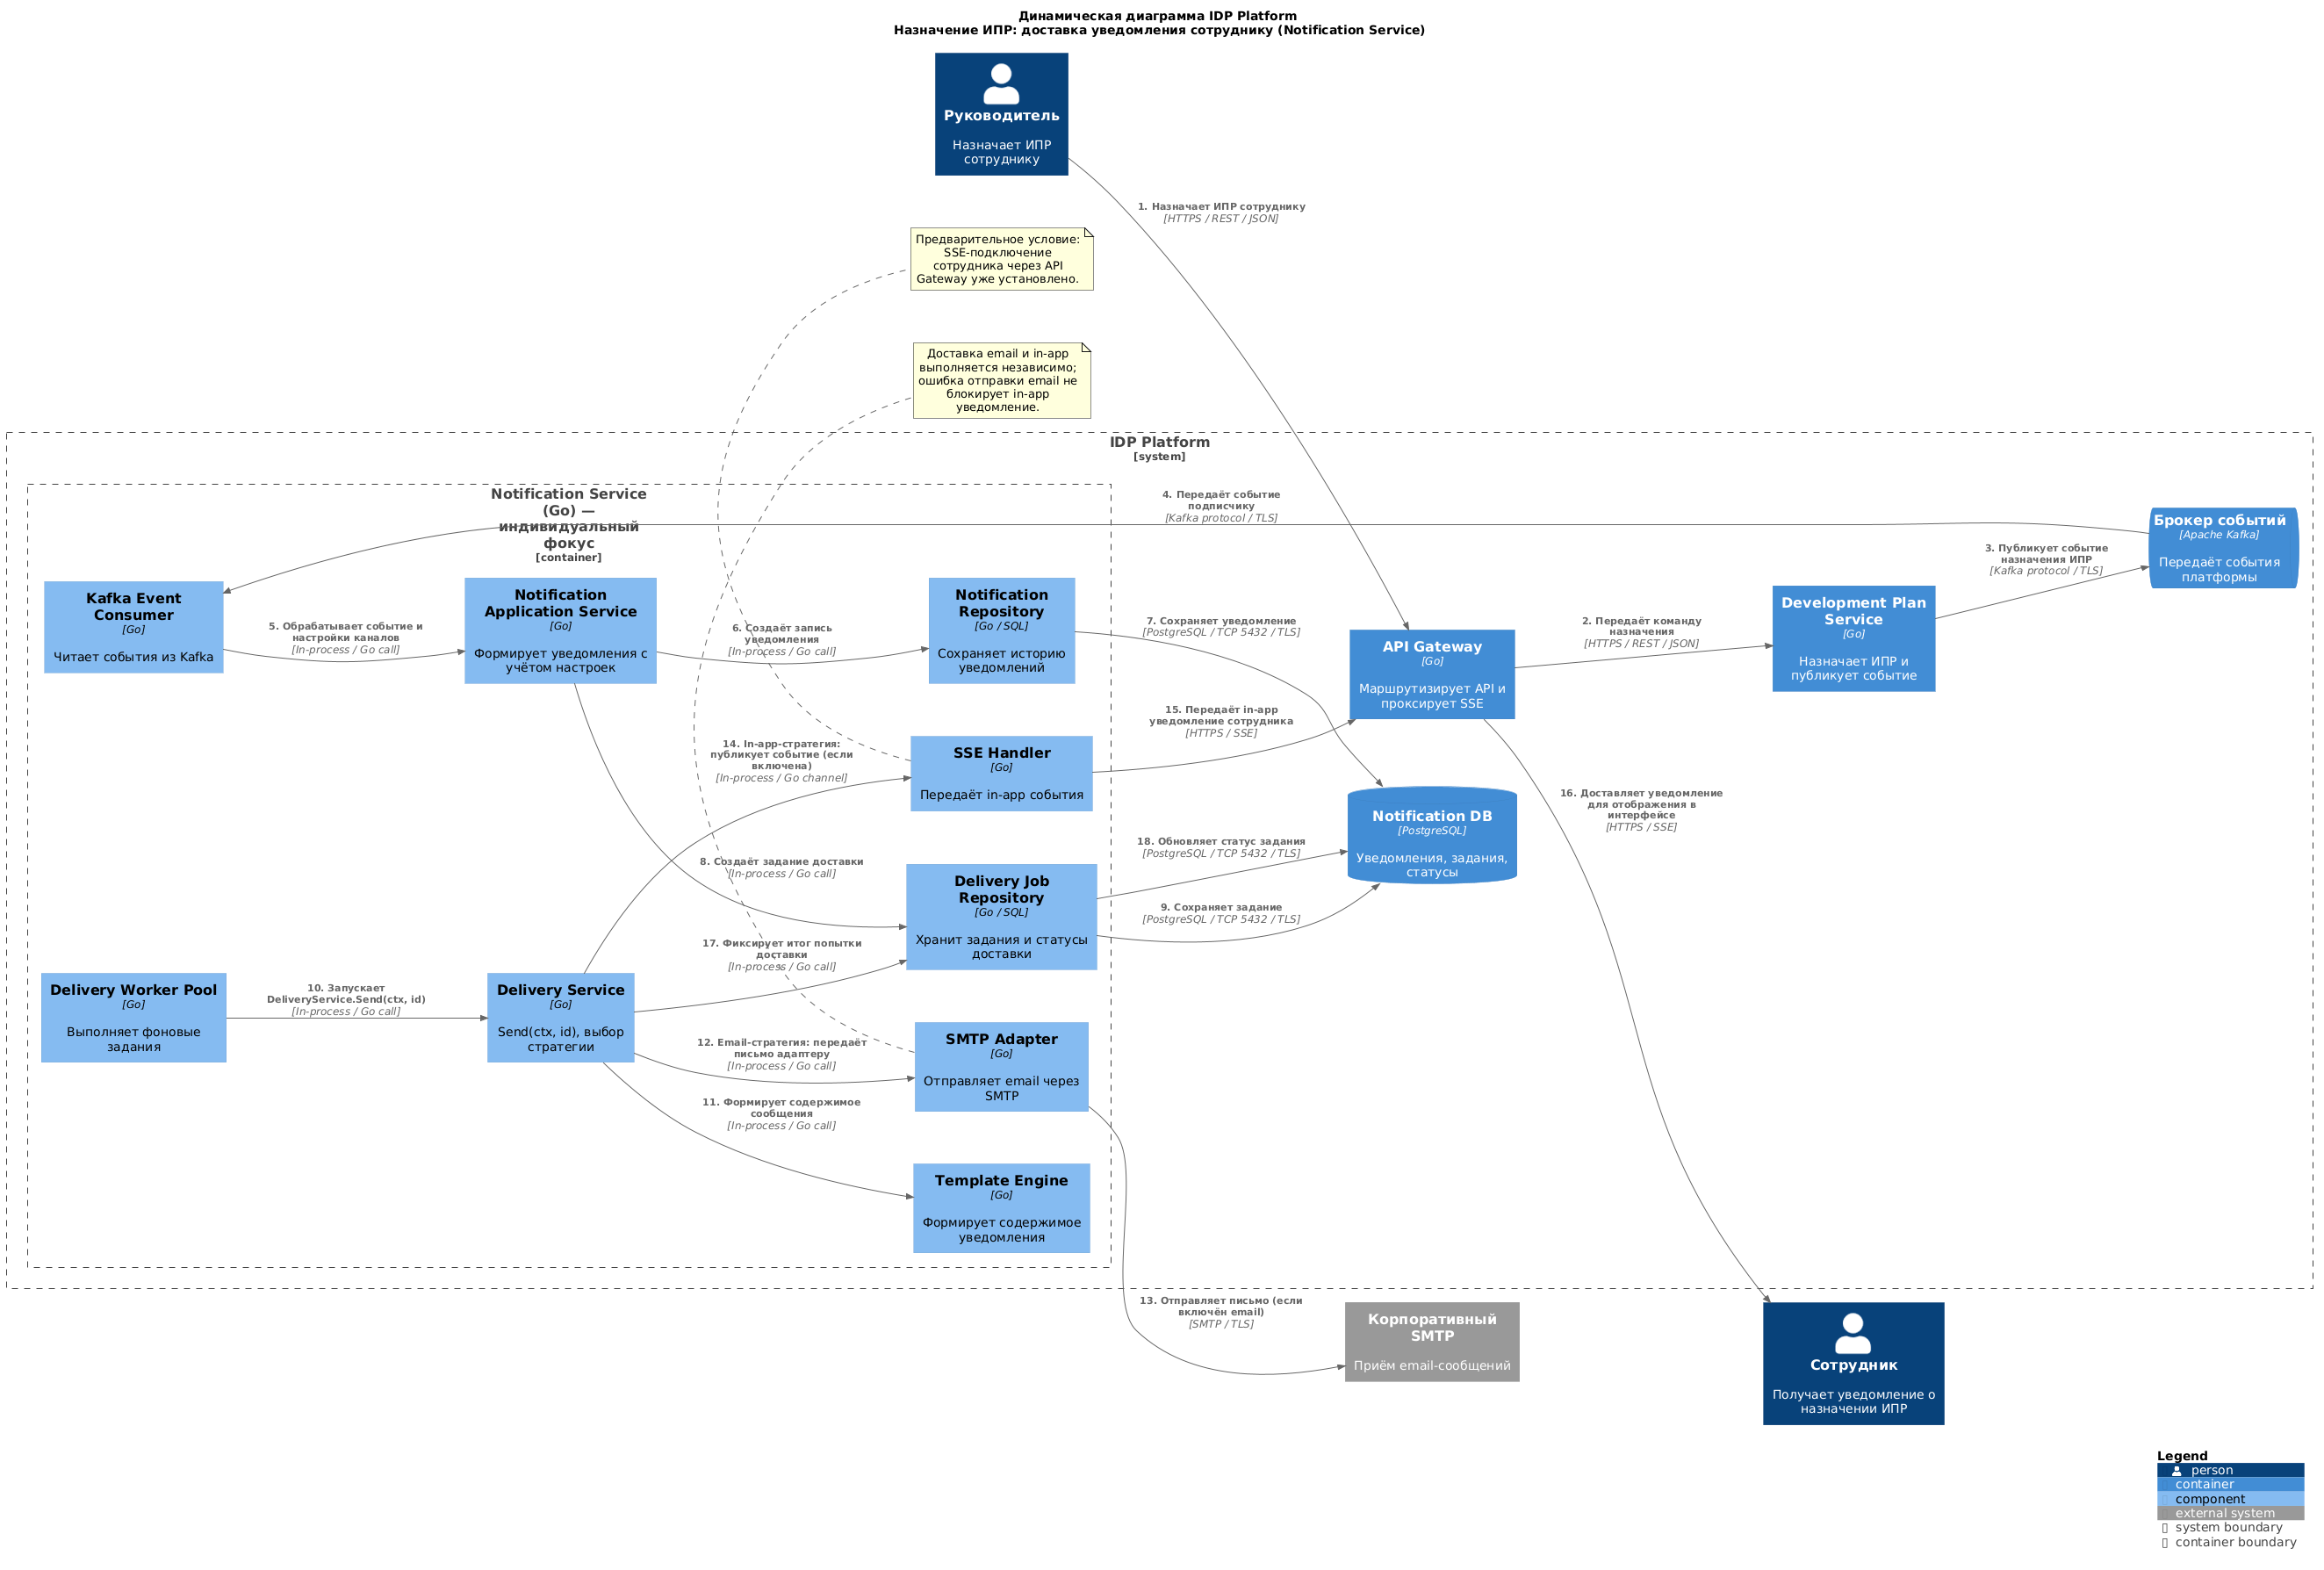 Динамическая диаграмма IDP Platform
Назначение ИПР: доставка уведомления сотруднику (Notification Service)
Руководитель
Назначает ИПР
сотруднику
1. Назначает ИПР сотруднику
[HTTPS / REST / JSON]
Предварительное условие:
SSE-подключение
сотрудника через API
Gateway уже установлено.
Доставка email и in-app
выполняется независимо;
ошибка отправки email не
блокирует in-app
уведомление.
IDP Platform
[system]
Notification Service
(Go) —
индивидуальный
фокус
[container]
4. Передаёт событие
подписчику
[Kafka protocol / TLS]
Брокер событий
[Apache Kafka]
Передаёт события
платформы
3. Публикует событие
назначения ИПР
[Kafka protocol / TLS]
Kafka Event
Consumer
[Go]
Читает события из Kafka
5. Обрабатывает событие и
настройки каналов
[In-process / Go call]
Notification
Application Service
[Go]
Формирует уведомления с
учётом настроек
6. Создаёт запись
уведомления
[In-process / Go call]
Notification
Repository
[Go / SQL]
Сохраняет историю
уведомлений
7. Сохраняет уведомление
[PostgreSQL / TCP 5432 / TLS]
API Gateway
[Go]
Маршрутизирует API и
проксирует SSE
2. Передаёт команду
назначения
[HTTPS / REST / JSON]
Development Plan
Service
[Go]
Назначает ИПР и
публикует событие
14. In-app-стратегия:
публикует событие (если
включена)
[In-process / Go channel]
SSE Handler
[Go]
Передаёт in-app события
15. Передаёт in-app
уведомление сотрудника
[HTTPS / SSE]
16. Доставляет уведомление
для отображения в
интерфейсе
[HTTPS / SSE]
Notification DB
[PostgreSQL]
Уведомления, задания,
статусы
8. Создаёт задание доставки
[In-process / Go call]
Delivery Job
Repository
[Go / SQL]
Хранит задания и статусы
доставки
18. Обновляет статус задания
[PostgreSQL / TCP 5432 / TLS]
9. Сохраняет задание
[PostgreSQL / TCP 5432 / TLS]
17. Фиксирует итог попытки
доставки
[In-process / Go call]
Delivery Worker Pool
[Go]
Выполняет фоновые
задания
10. Запускает
DeliveryService.Send(ctx, id)
[In-process / Go call]
Delivery Service
[Go]
Send(ctx, id), выбор
стратегии
12. Email-стратегия: передаёт
письмо адаптеру
[In-process / Go call]
SMTP Adapter
[Go]
Отправляет email через
SMTP
11. Формирует содержимое
сообщения
[In-process / Go call]
Template Engine
[Go]
Формирует содержимое
уведомления
13. Отправляет письмо (если
включён email)
[SMTP / TLS]
Корпоративный
SMTP
Приём email-сообщений
Сотрудник
Получает уведомление о
назначении ИПР
Legend
person
container
component
external system
system boundary
container boundary